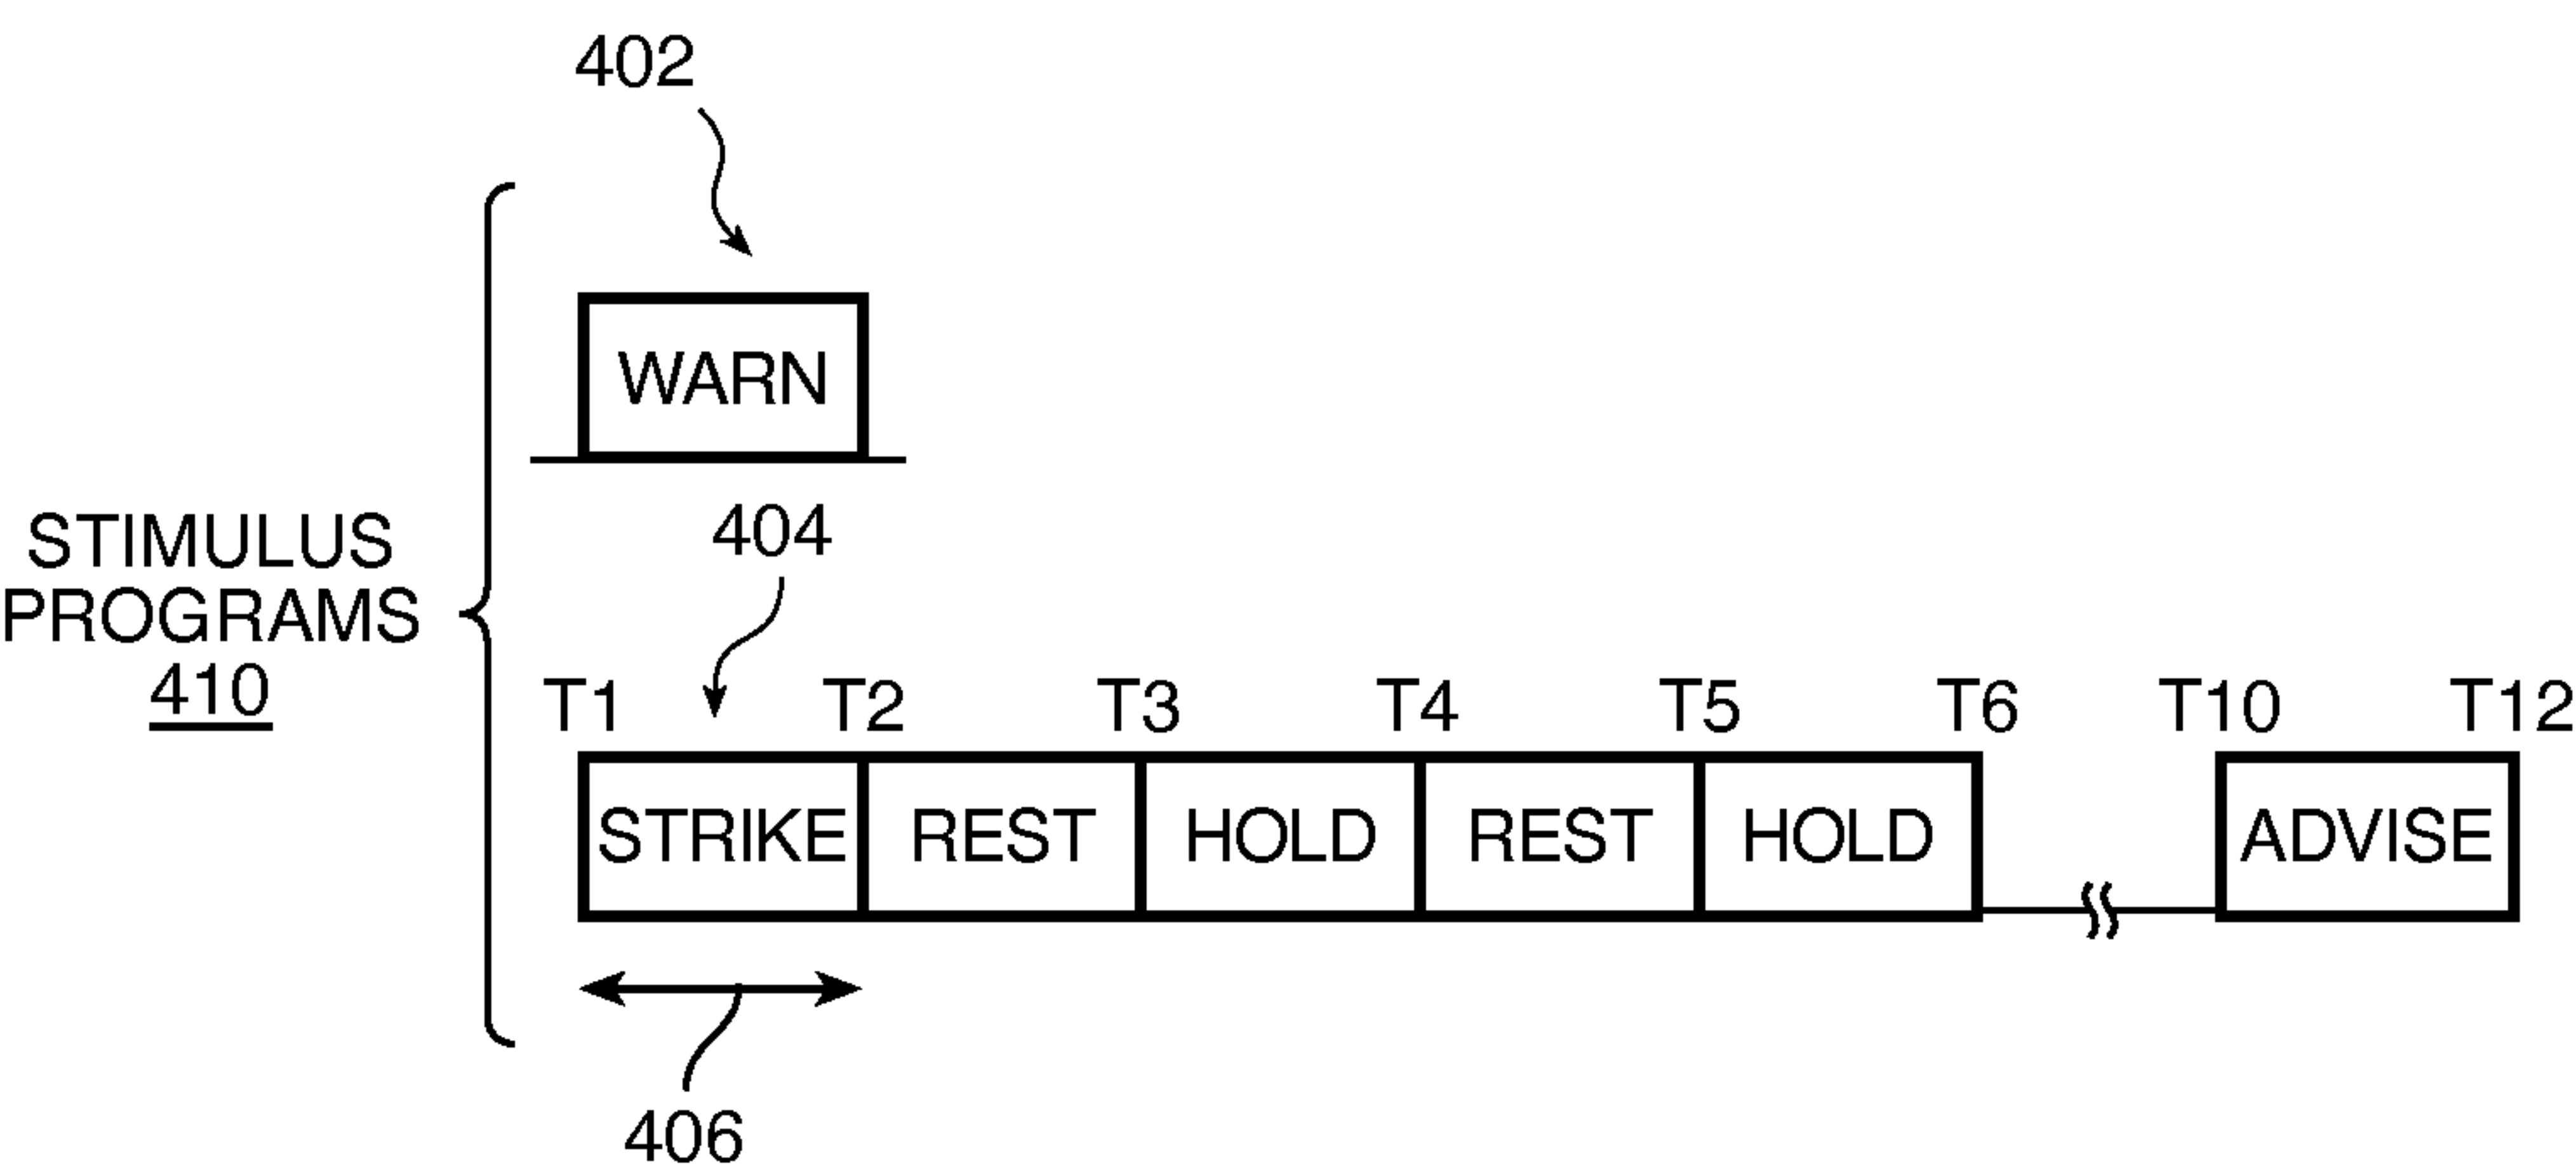 402
WARN
404
STIMULUS
PROGRAMS
410
T1 T2 T3 T4 T5 T6 T10 T12
STRIKE REST HOLD REST HOLD ADVISE
406